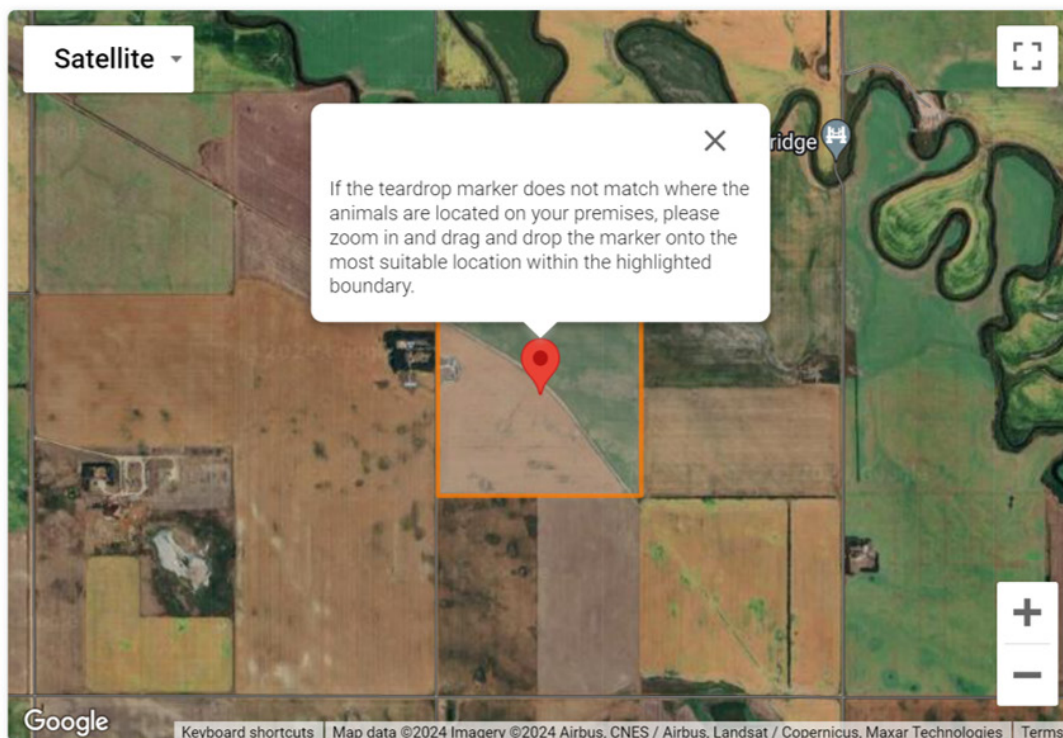 Satellite
ridge
If the teardrop marker does not match where the
animals are located on your premises, please
zoom in and drag and drop the marker onto the
most suitable location within the highlighted
boundary.
Google
Keyboard shortcuts
Map data ©2024 Imagery ©2024 Airbus, CNES / Airbus, Landsat / Copernicus, Maxar Technologies
Terms